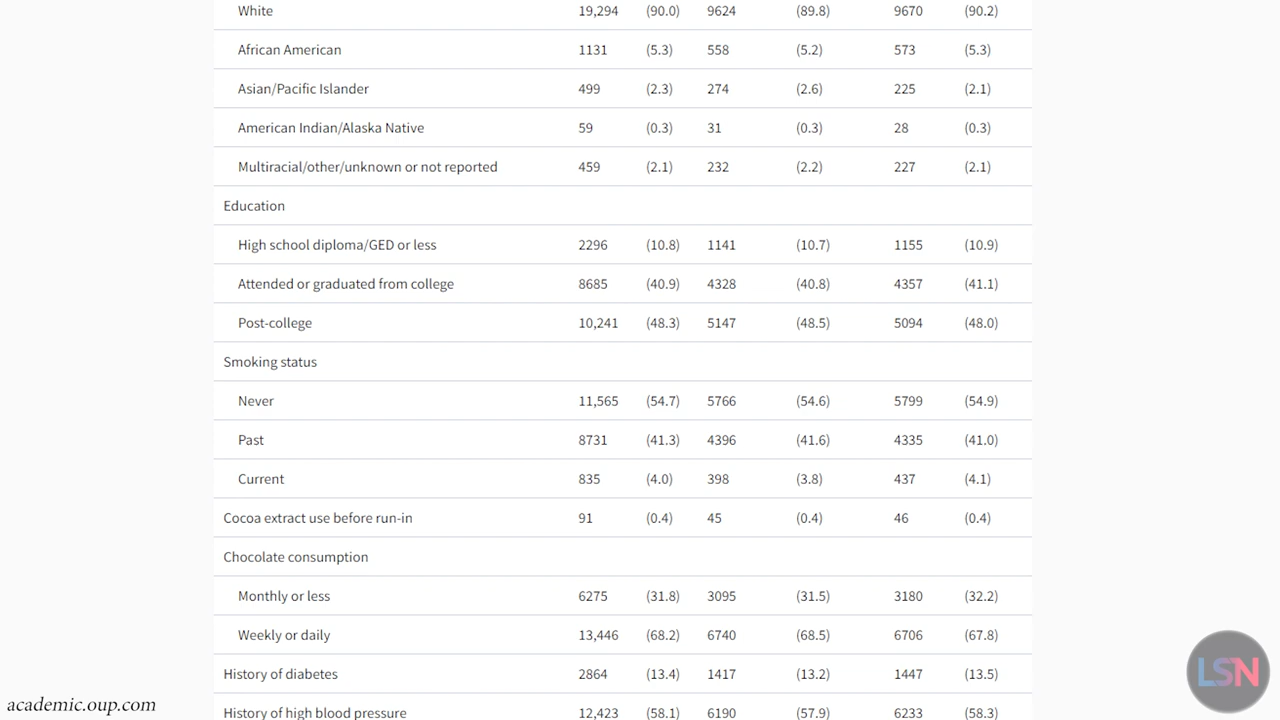 White 19,294 (90.0) 9624 (89.8) 9670 (90.2)
African American 1131 (5.3) 558 (5.2) 573 (5.3)
Asian/Pacific Islander 499 (2.3) 274 (2.6) 225 (2.1)
American Indian/Alaska Native 59 (0.3) 31 (0.3) 28 (0.3)
Multiracial/other/unknown or not reported 459 (2.1) 232 (2.2) 227 (2.1)
Education
High school diploma/GED or less 2296 (10.8) 1141 (10.7) 1155 (10.9)
Attended or graduated from college 8685 (40.9) 4328 (40.8) 4357 (41.1)
Post-college 10,241 (48.3) 5147 (48.5) 5094 (48.0)
Smoking status
Never 11,565 (54.7) 5766 (54.6) 5799 (54.9)
Past 8731 (41.3) 4396 (41.6) 4335 (41.0)
Current 835 (4.0) 398 (3.8) 437 (4.1)
Cocoa extract use before run-in 91 (0.4) 45 (0.4) 46 (0.4)
Chocolate consumption
Monthly or less 6275 (31.8) 3095 (31.5) 3180 (32.2)
Weekly or daily 13,446 (68.2) 6740 (68.5) 6706 (67.8)
History of diabetes 2864 (13.4) 1417 (13.2) 1447 (13.5)
History of high blood pressure 12,423 (58.1) 6190 (57.9) 6233 (58.3)
academic.oup.com
LSN